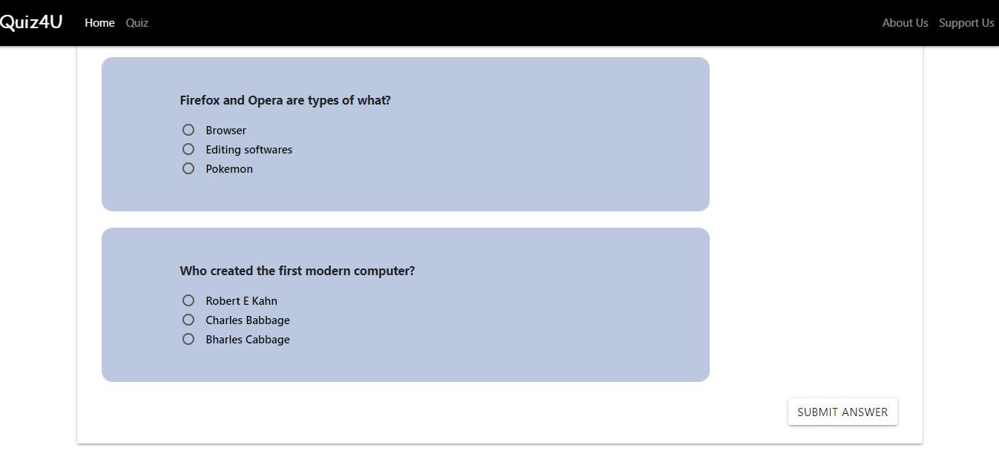 Quiz4U Home Quiz About Us Support Us
Firefox and Opera are types of what?
Browser
Editing softwares
Pokemon
Who created the first modern computer?
Robert E Kahn
Charles Babbage
Bharles Cabbage
SUBMIT ANSWER